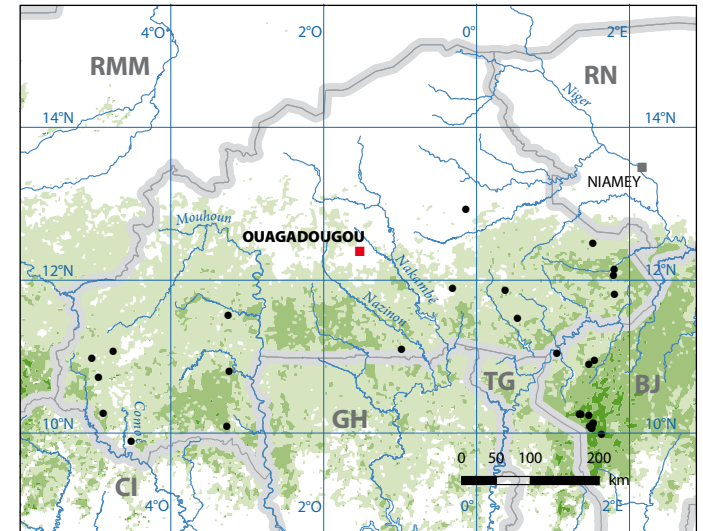 4°O 2°O 0° 2°E
RMM
RN
Niger
14°N 14°N
NIAMEY
Mouhoun
OUAGADOUGOU
Nakambé
12°N 12°N
Nazinon
TG
BJ
Comoé
GH
10°N 10°N
0 50 100 200
km
CI
4°O 2°O 0° 2°E